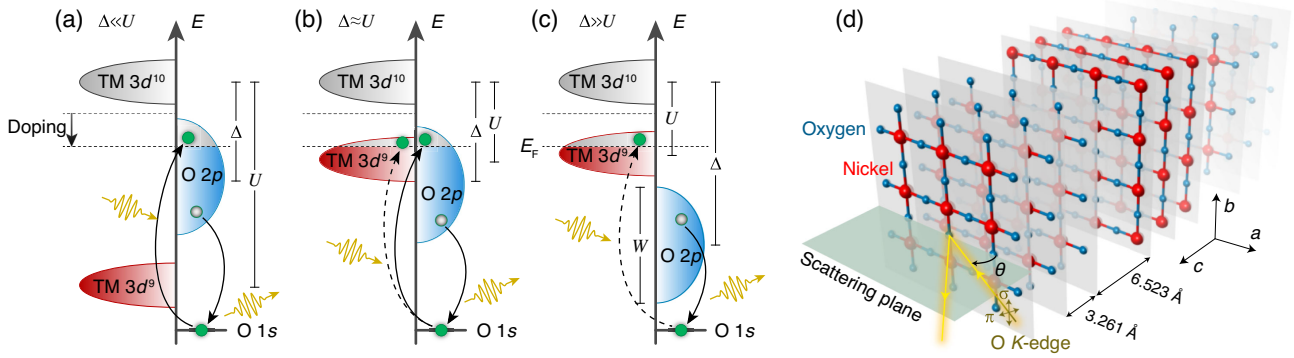 (a) Δ≪U
E
TM 3d¹⁰
Doping
Δ
U
O 2p
TM 3d⁹
O 1s
(b) Δ≈U
E
TM 3d¹⁰
Δ
U
TM 3d⁹
O 2p
O 1s
(c) Δ≫U
E
TM 3d¹⁰
U
Δ
E_F
TM 3d⁹
W
O 2p
O 1s
(d)
Oxygen
Nickel
Scattering plane
θ
σ
π
O K-edge
3.261 Å
6.523 Å
b
a
c